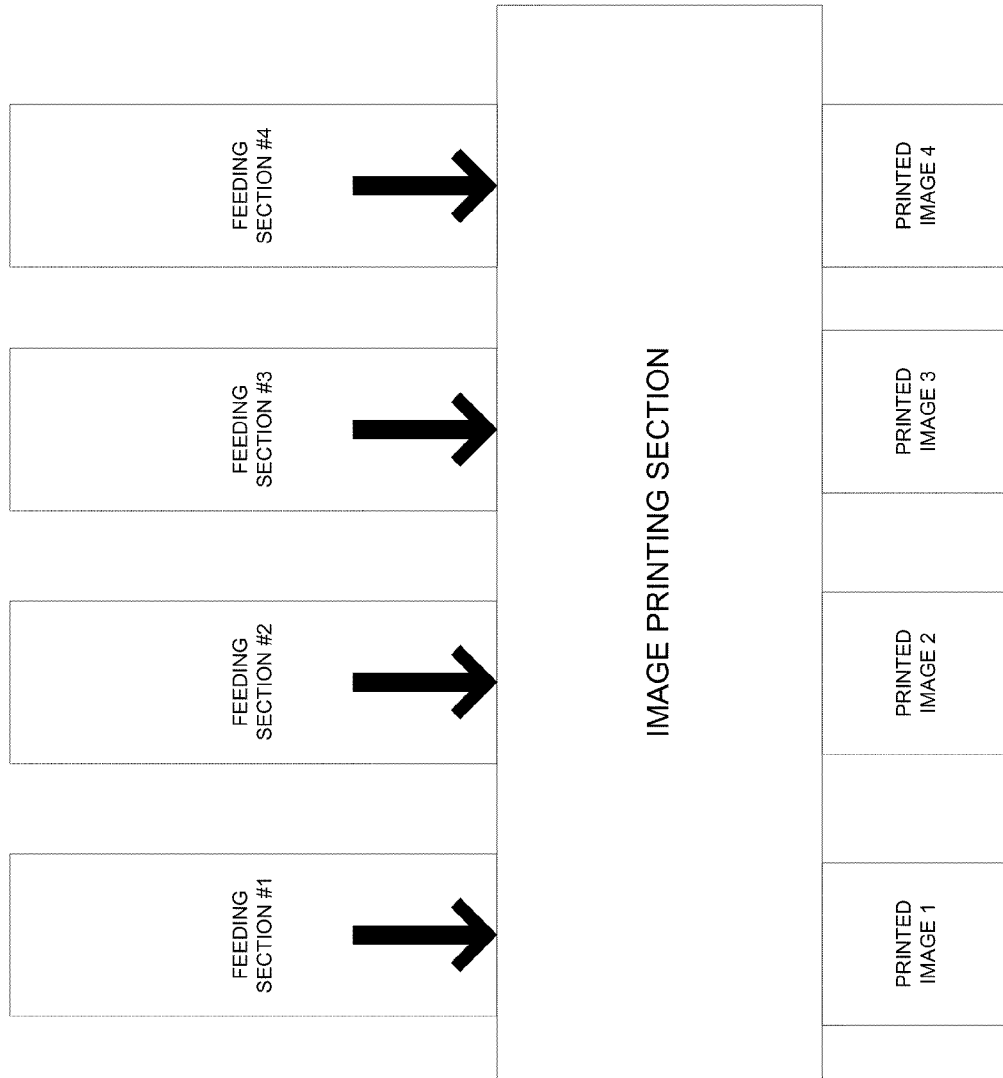 FEEDING
SECTION #1
FEEDING
SECTION #2
FEEDING
SECTION #3
FEEDING
SECTION #4
IMAGE PRINTING SECTION
PRINTED
IMAGE 1
PRINTED
IMAGE 2
PRINTED
IMAGE 3
PRINTED
IMAGE 4